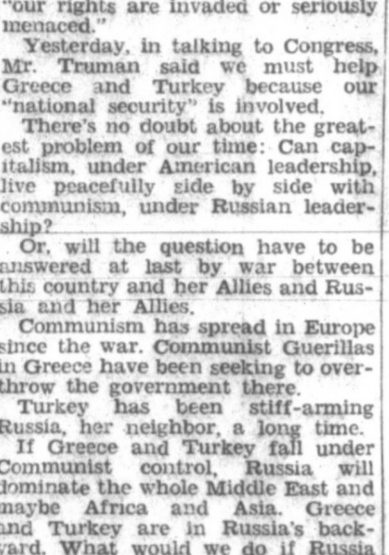 "our rights are invaded or seriously
menaced."
Yesterday, in talking to Congress,
Mr. Truman said we must help
Greece and Turkey because our
"national security" is involved.
There's no doubt about the great-
est problem of our time: Can cap-
italism, under American leadership,
live peacefully side by side with
communism, under Russian leader-
ship?
Or, will the question have to be
answered at last by war between
this country and her Allies and Rus-
sia and her Allies.
Communism has spread in Europe
since the war. Communist Guerillas
in Greece have been seeking to over-
throw the government there.
Turkey has been stiff-arming
Russia, her neighbor, a long time.
If Greece and Turkey fall under
Communist control, Russia will
dominate the whole Middle East and
maybe Africa and Asia. Greece
and Turkey are in Russia's back-
yard. What would we do if Russia